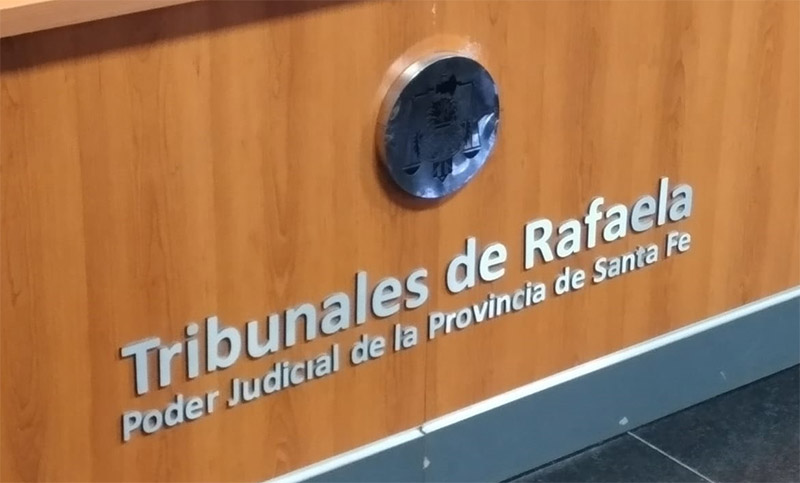 Tribunales de Rafaela
Poder Judicial de la Provincia de Santa Fe